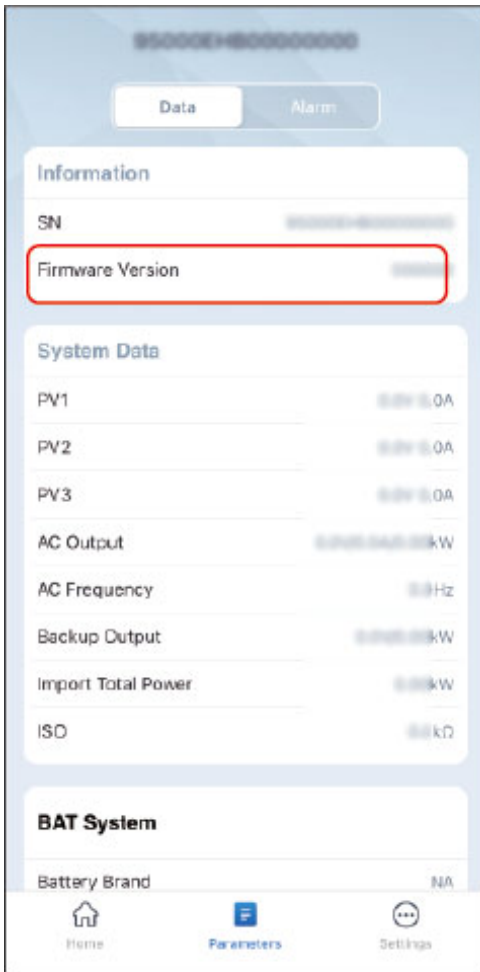 Data Alarm
Information
SN
Firmware Version
System Data
PV1 0A
PV2 0A
PV3 0A
AC Output kW
AC Frequency Hz
Backup Output kW
Import Total Power kW
ISO kΩ
BAT System
Battery Brand NA
Home Parameters Settings